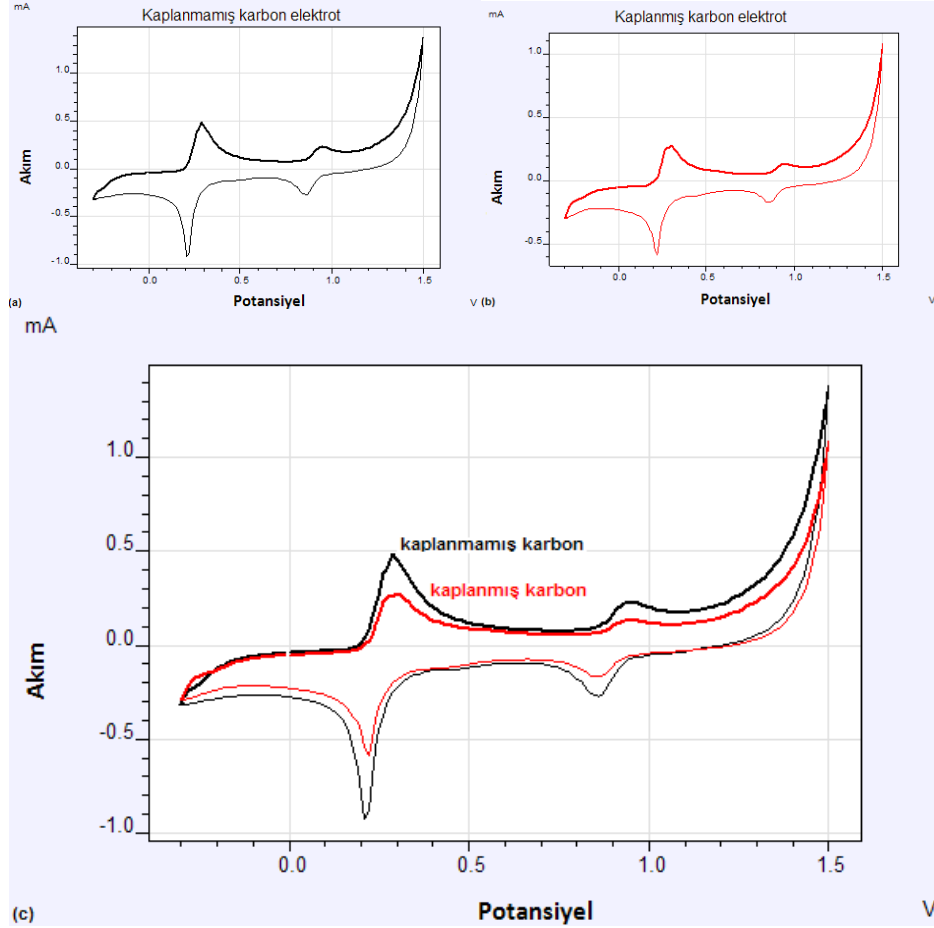 mA
Kaplanmamış karbon elektrot
1.0
0.5
0.0
-0.5
-1.0
Akım
0.0
0.5
1.0
1.5
Potansiyel
V
(a)
mA
Kaplanmış karbon elektrot
1.0
0.5
0.0
-0.5
Akım
0.0
0.5
1.0
1.5
Potansiyel
V
(b)
mA
1.0
0.5
0.0
-0.5
-1.0
Akım
kaplanmamış karbon
kaplanmış karbon
0.0
0.5
1.0
1.5
Potansiyel
V
(c)